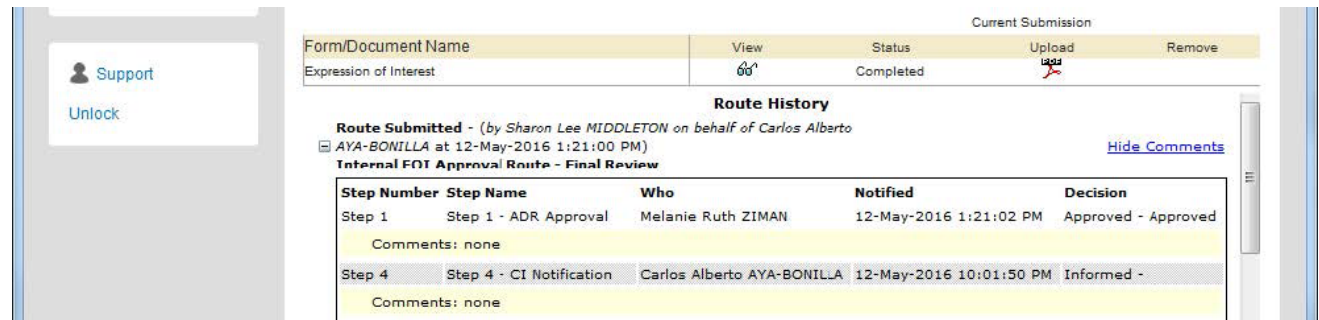 Current Submission
Form/Document Name View Status Upload Remove
Expression of Interest Completed
Support
Unlock
Route History
Route Submitted - (by Sharon Lee MIDDLETON on behalf of Carlos Alberto
AYA-BONILLA at 12-May-2016 1:21:00 PM) Hide Comments
Internal EOI Approval Route - Final Review
Step Number Step Name Who Notified Decision
Step 1 Step 1 - ADR Approval Melanie Ruth ZIMAN 12-May-2016 1:21:02 PM Approved - Approved
Comments: none
Step 4 Step 4 - CI Notification Carlos Alberto AYA-BONILLA 12-May-2016 10:01:50 PM Informed -
Comments: none